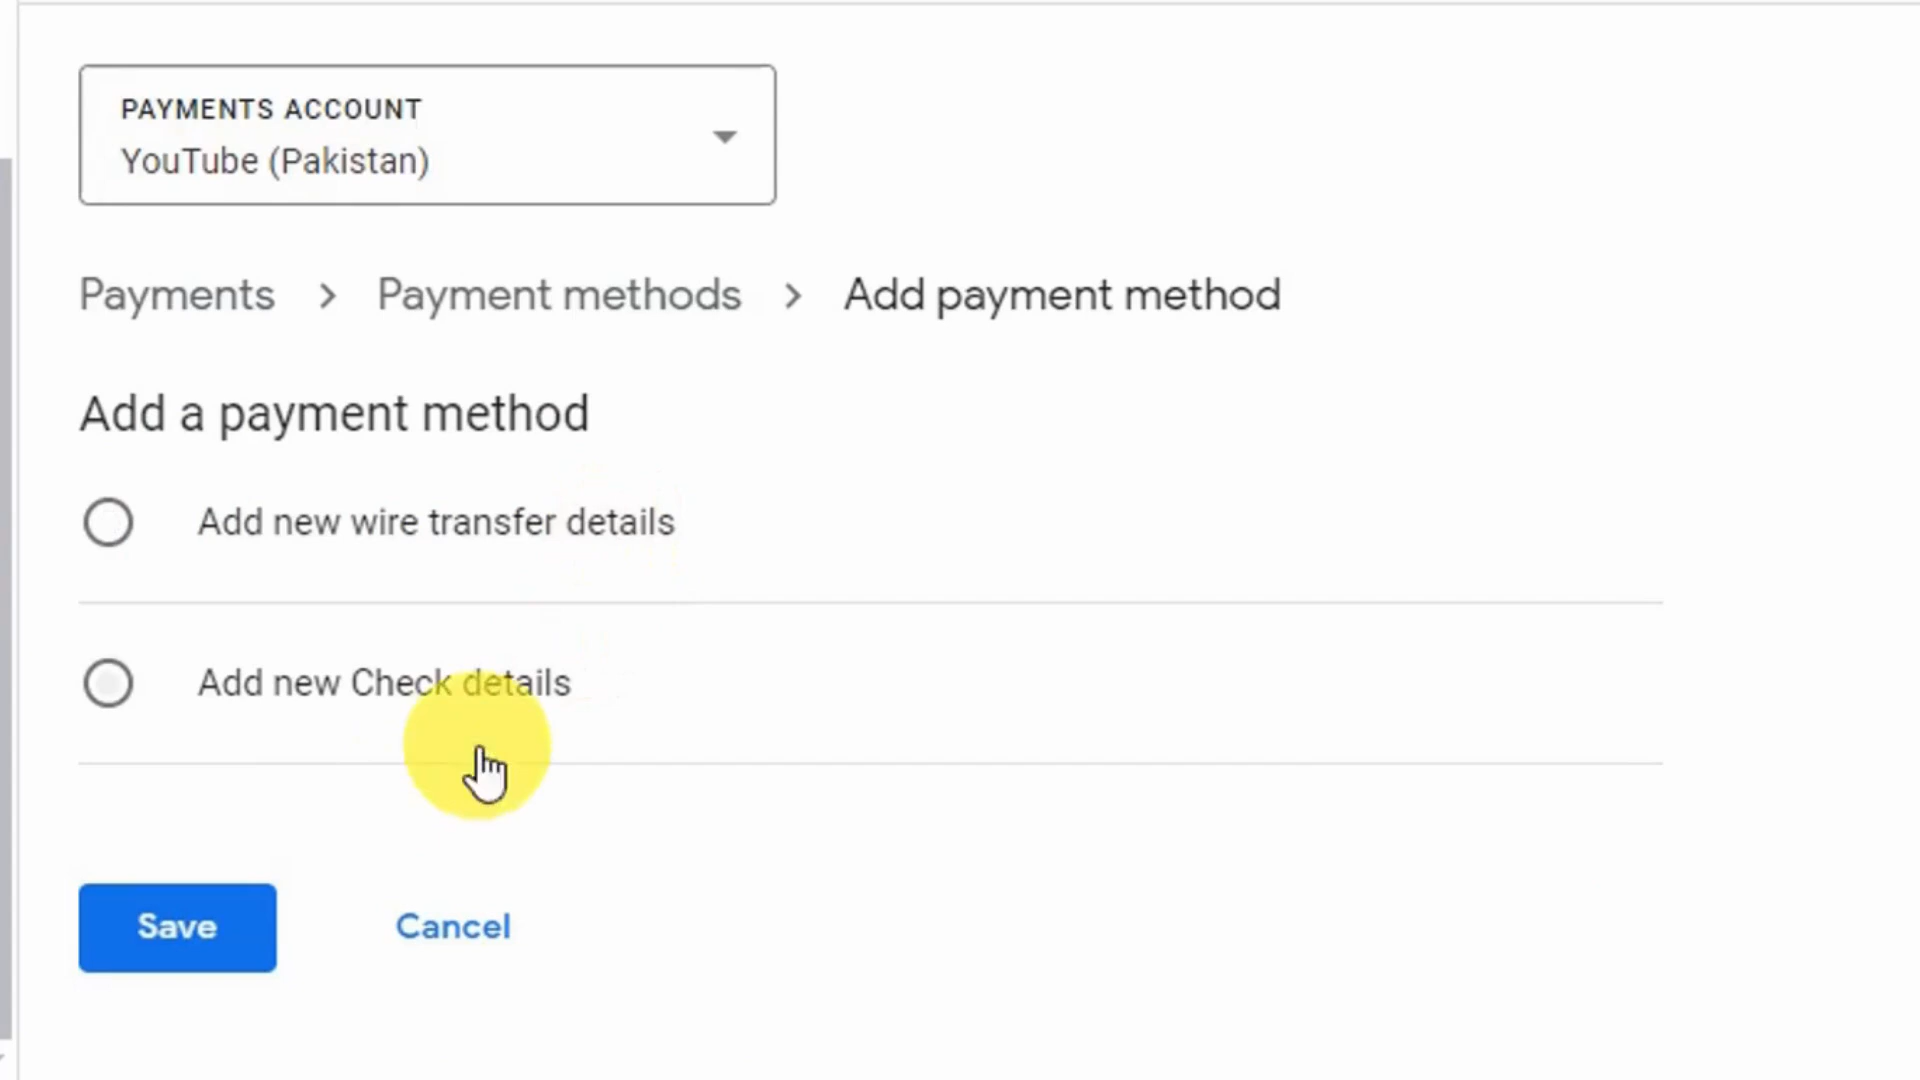 PAYMENTS ACCOUNT
YouTube (Pakistan)
Payments > Payment methods > Add payment method
Add a payment method
Add new wire transfer details
Add new Check details
Save Cancel